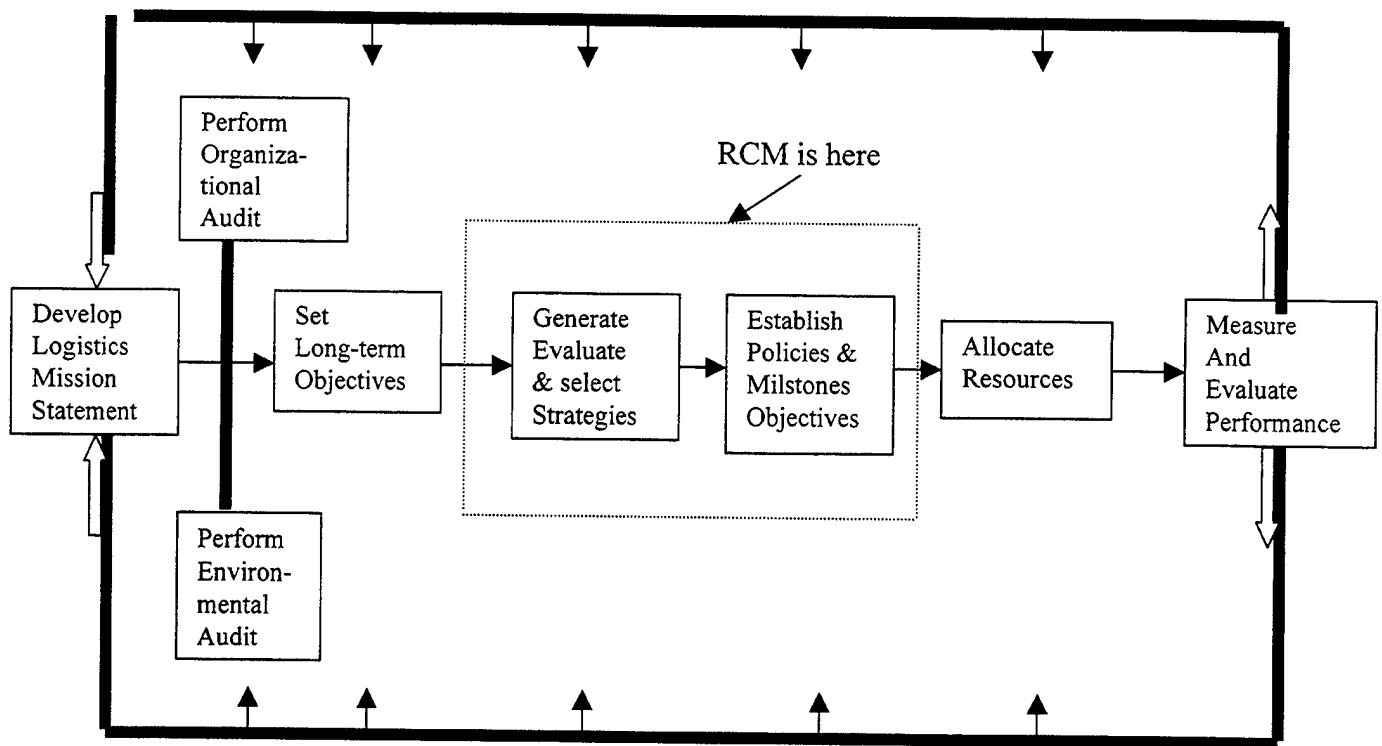 Perform
Organiza-
tional
Audit
RCM is here
Develop
Logistics
Mission
Statement
Set
Long-term
Objectives
Generate
Evaluate
& select
Strategies
Establish
Policies &
Milstones
Objectives
Allocate
Resources
Measure
And
Evaluate
Performance
Perform
Environ-
mental
Audit